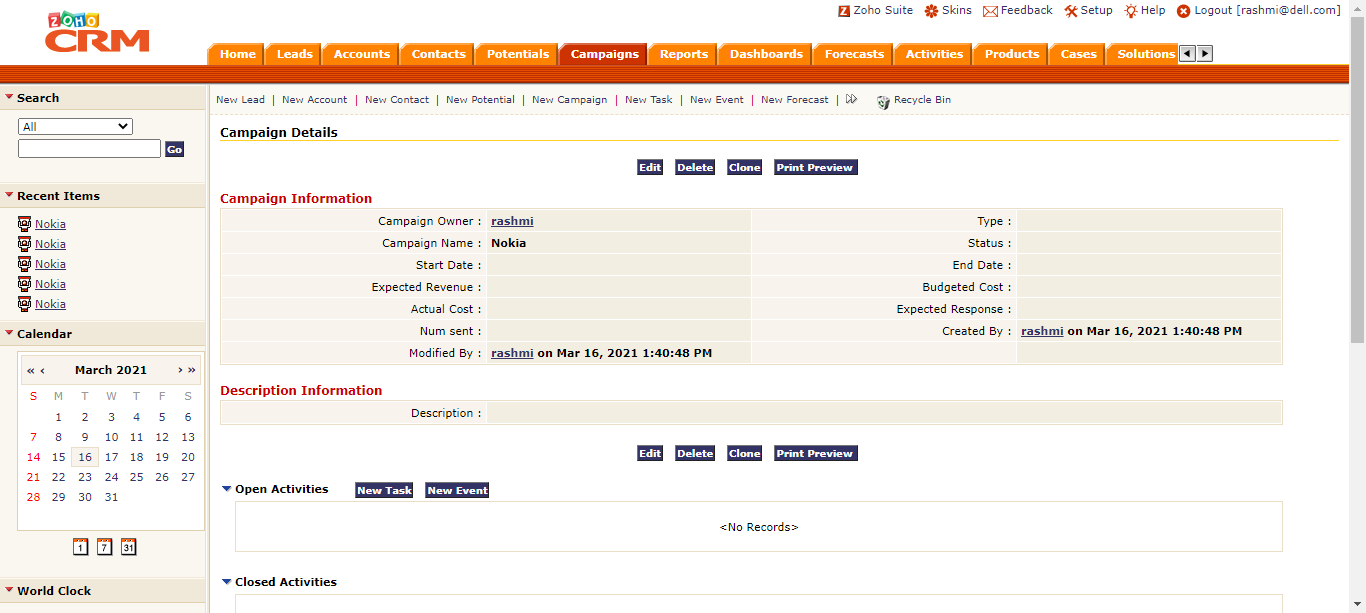 ZOHO
CRM
Zoho Suite Skins Feedback Setup Help Logout [rashmi@dell.com]
Home Leads Accounts Contacts Potentials Campaigns Reports Dashboards Forecasts Activities Products Cases Solutions
Search
All
Go
Recent Items
Nokia
Nokia
Nokia
Nokia
Nokia
Calendar
« ‹ March 2021 › »
S M T W T F S
1 2 3 4 5 6
7 8 9 10 11 12 13
14 15 16 17 18 19 20
21 22 23 24 25 26 27
28 29 30 31
1 7 31
World Clock
New Lead | New Account | New Contact | New Potential | New Campaign | New Task | New Event | New Forecast | Recycle Bin
Campaign Details
Edit Delete Clone Print Preview
Campaign Information
Campaign Owner : rashmi Type :
Campaign Name : Nokia Status :
Start Date : End Date :
Expected Revenue : Budgeted Cost :
Actual Cost : Expected Response :
Num sent : Created By : rashmi on Mar 16, 2021 1:40:48 PM
Modified By : rashmi on Mar 16, 2021 1:40:48 PM
Description Information
Description :
Edit Delete Clone Print Preview
Open Activities New Task New Event
<No Records>
Closed Activities